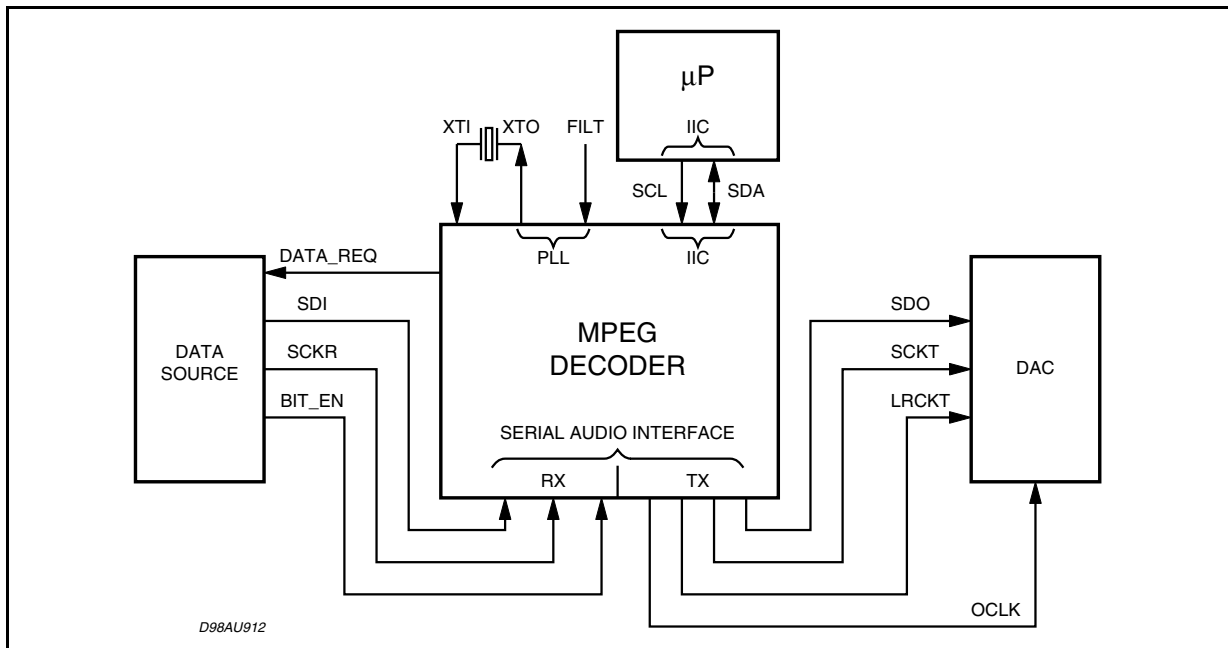 μP
XTI
XTO
FILT
IIC
SCL
SDA
DATA_REQ
PLL
IIC
SDI
SDO
MPEG
DECODER
DATA
SOURCE
SCKR
SCKT
DAC
BIT_EN
LRCKT
SERIAL AUDIO INTERFACE
RX
TX
OCLK
D98AU912